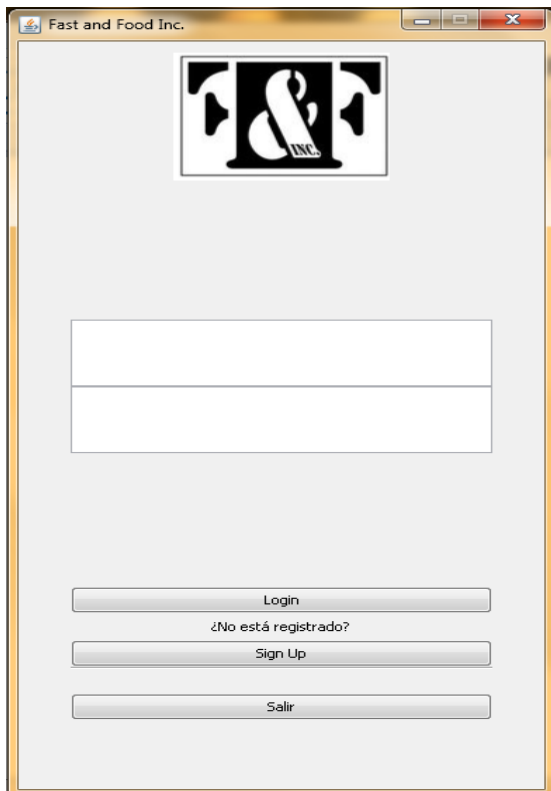 Fast and Food Inc.
F&F
INC.
Login
¿No está registrado?
Sign Up
Salir